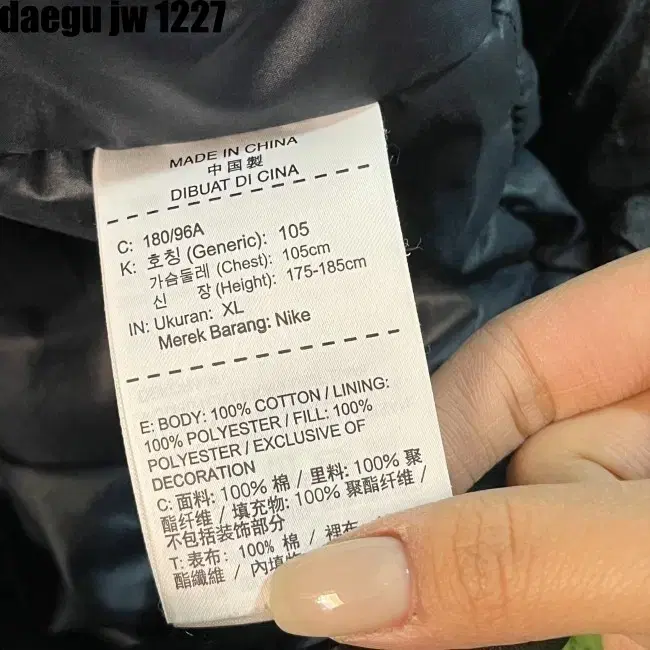 daegu jw 1227
MADE IN CHINA
中国製
DIBUAT DI CINA
C: 180/96A
K: 호칭 (Generic): 105
가슴둘레 (Chest): 105cm
신 장 (Height): 175-185cm
IN: Ukuran: XL
Merek Barang: Nike
E: BODY: 100% COTTON / LINING:
100% POLYESTER / FILL: 100%
POLYESTER / EXCLUSIVE OF
DECORATION
C: 面料: 100% 棉 / 里料: 100% 聚
酯纤维 / 填充物: 100% 聚酯纤维 /
不包括装饰部分
T: 表布: 100% 棉 / 裡布
酯纖維 / 內填